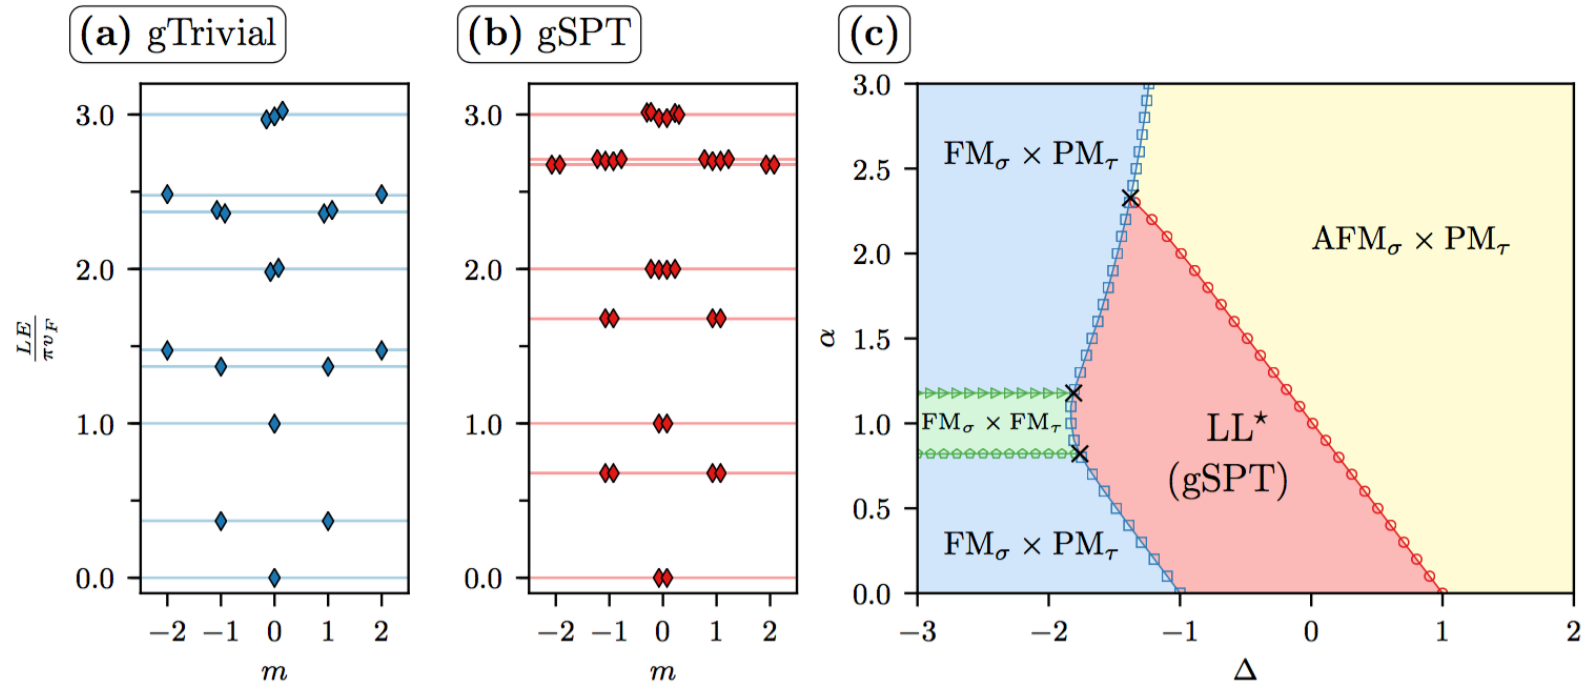 (a) gTrivial
(b) gSPT
(c)
LE
πv_F
3.0
2.0
1.0
0.0
−2 −1 0 1 2
m
3.0
2.0
1.0
0.0
−2 −1 0 1 2
m
α
3.0
2.5
2.0
1.5
1.0
0.5
0.0
−3 −2 −1 0 1 2
Δ
FM_σ × PM_τ
AFM_σ × PM_τ
FM_σ × FM_τ
LL⋆
(gSPT)
FM_σ × PM_τ